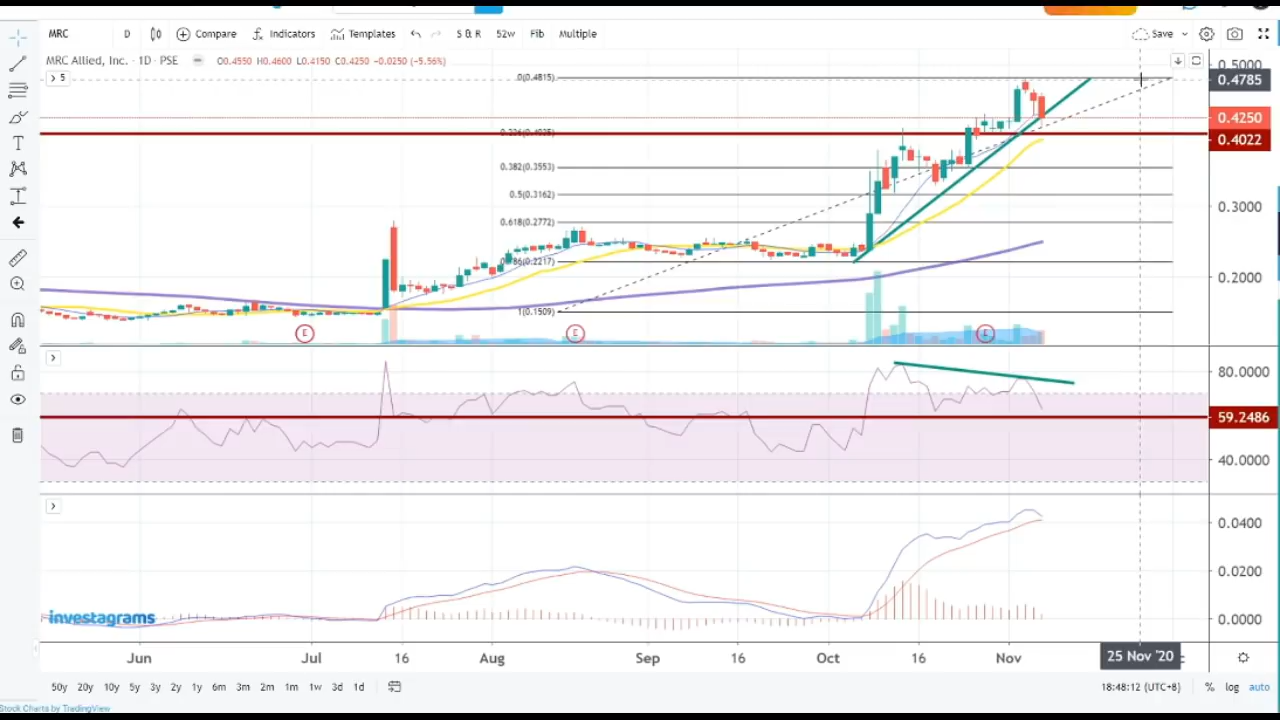 MRC D Compare Indicators Templates S & R 52w Fib Multiple Save
MRC Allied, Inc. · 1D · PSE O0.4550 H0.4600 L0.4150 C0.4250 -0.0250 (-5.56%)
5
0.5000
0(0.4815)
0.4785
0.4250
0.4022
0.382(0.3553)
0.5(0.3162)
0.3000
0.618(0.2772)
0.2000
1(0.1509)
E E E
80.0000
59.2486
40.0000
0.0400
0.0200
0.0000
investagrams
Jun Jul 16 Aug Sep 16 Oct 16 Nov 25 Nov '20
50y 20y 10y 5y 3y 2y 1y 6m 3m 2m 1m 1w 3d 1d 18:48:12 (UTC+8) % log auto
Stock Charts by TradingView